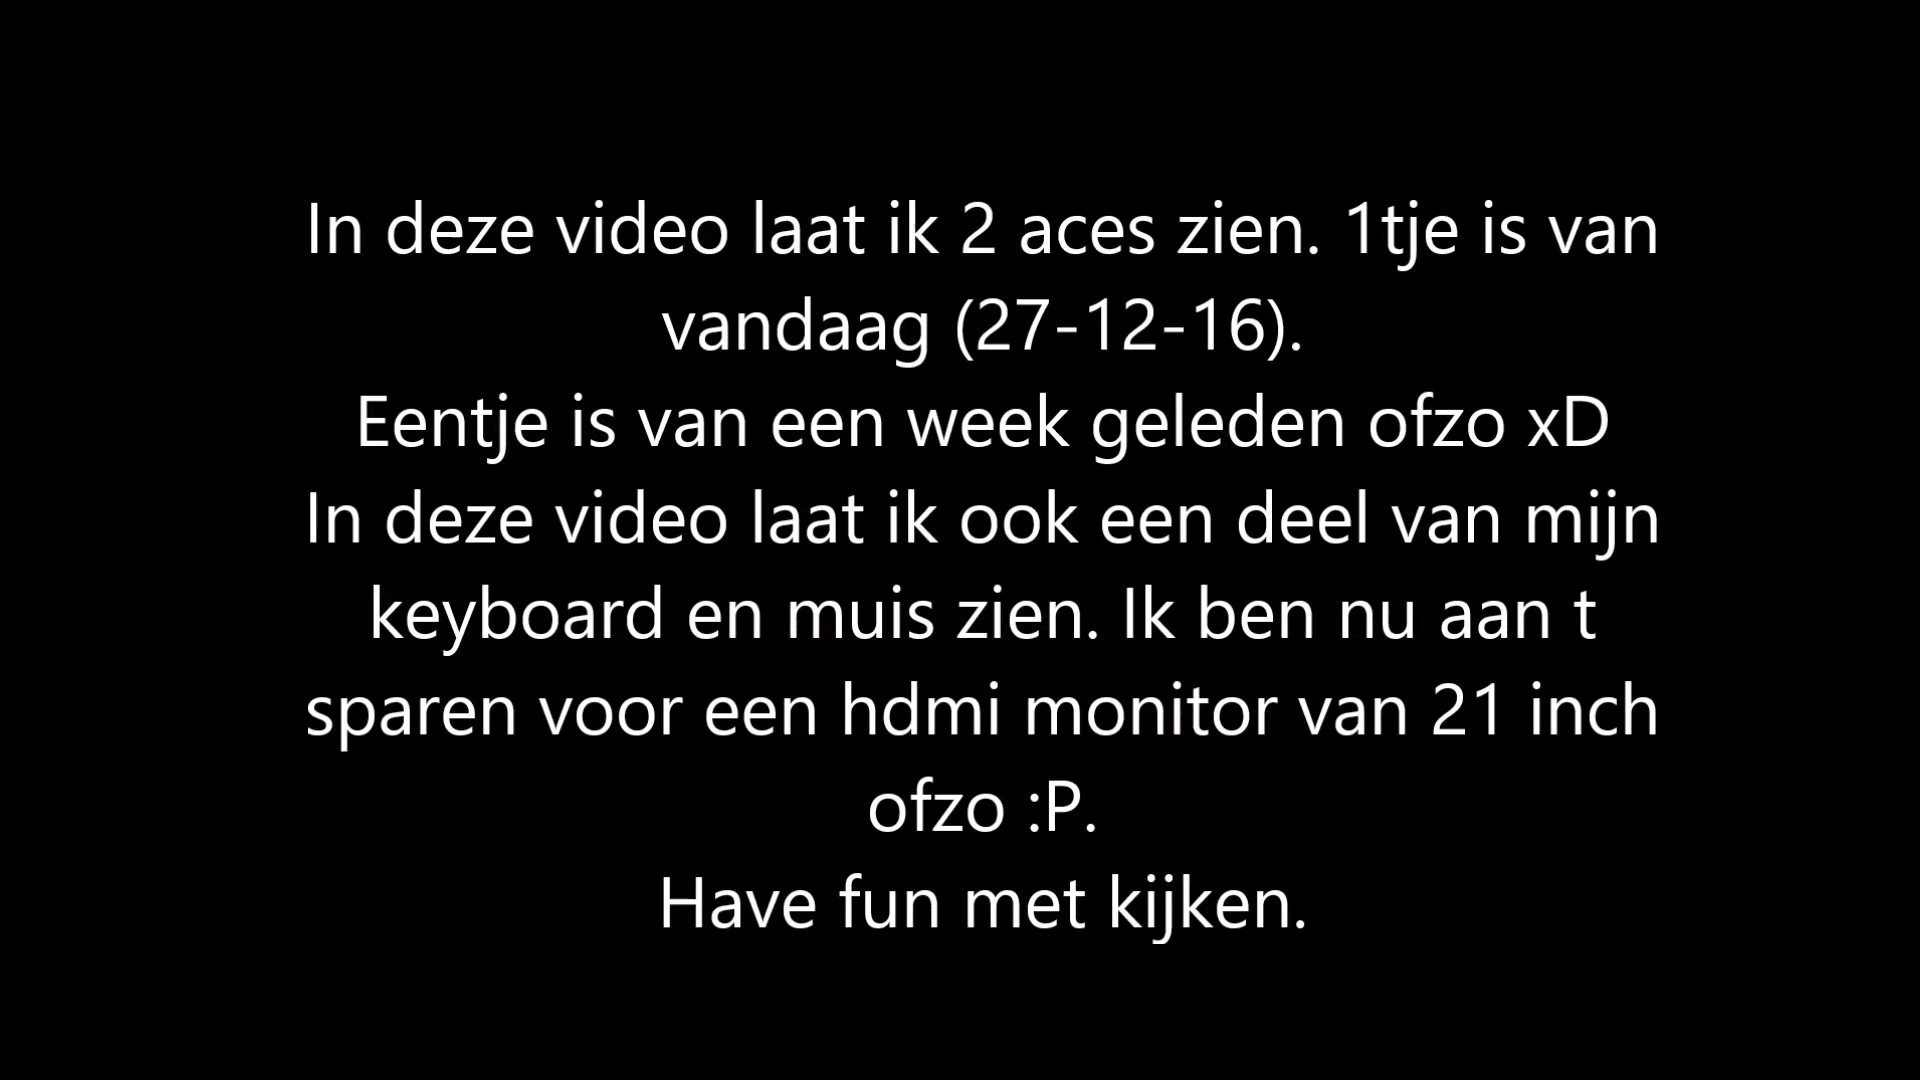 In deze video laat ik 2 aces zien. 1tje is van
vandaag (27-12-16).
Eentje is van een week geleden ofzo xD
In deze video laat ik ook een deel van mijn
keyboard en muis zien. Ik ben nu aan t
sparen voor een hdmi monitor van 21 inch
ofzo :P.
Have fun met kijken.